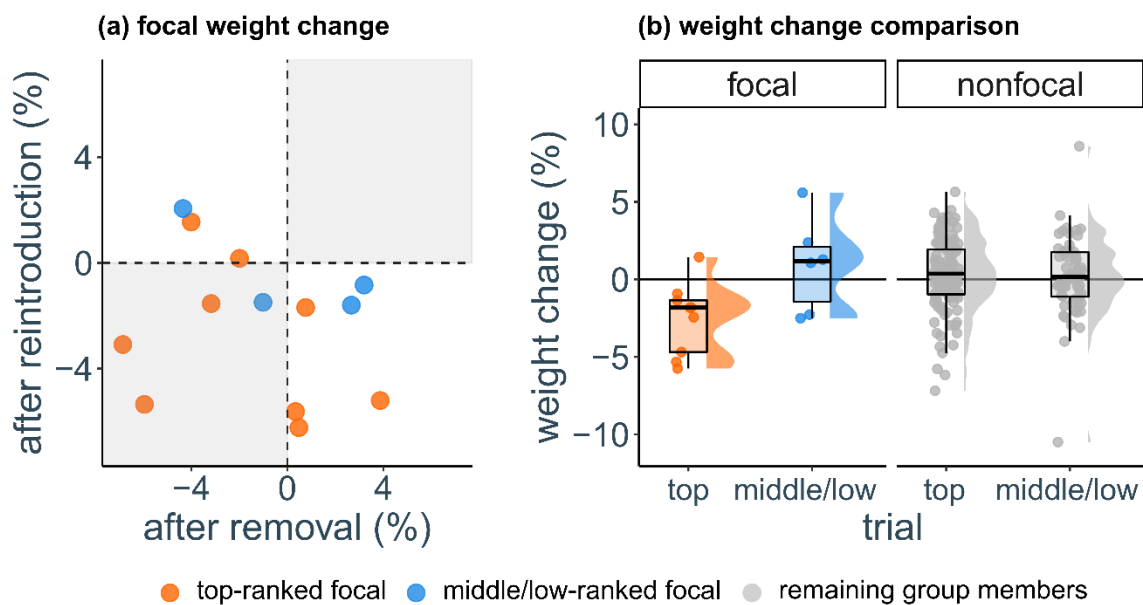 (a) focal weight change
(b) weight change comparison
after reintroduction (%)
4
0
−4
−4 0 4
after removal (%)
focal nonfocal
weight change (%)
10
5
0
−5
−10
top middle/low top middle/low
trial
top-ranked focal middle/low-ranked focal remaining group members